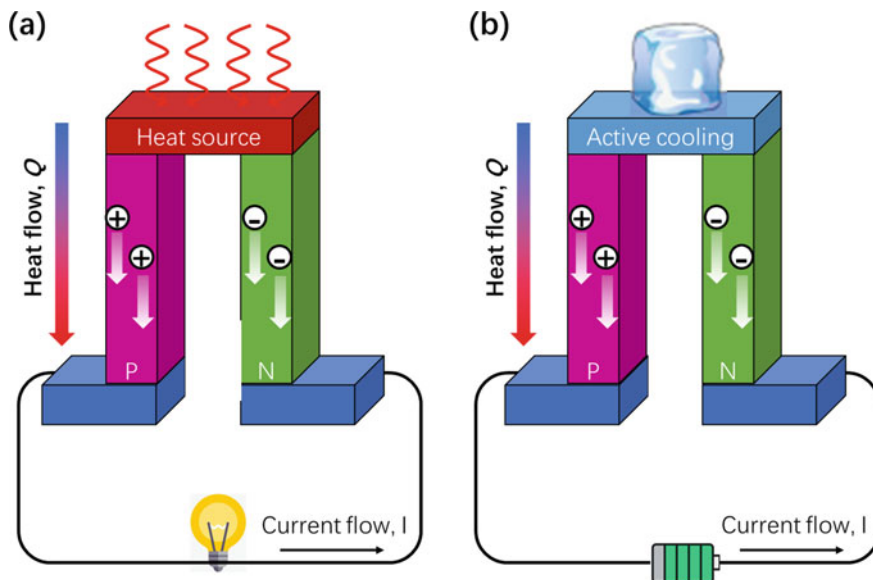 (a)
Heat source
Heat flow, Q
+
+
-
-
P
N
Current flow, I
(b)
Active cooling
Heat flow, Q
+
+
-
-
P
N
Current flow, I